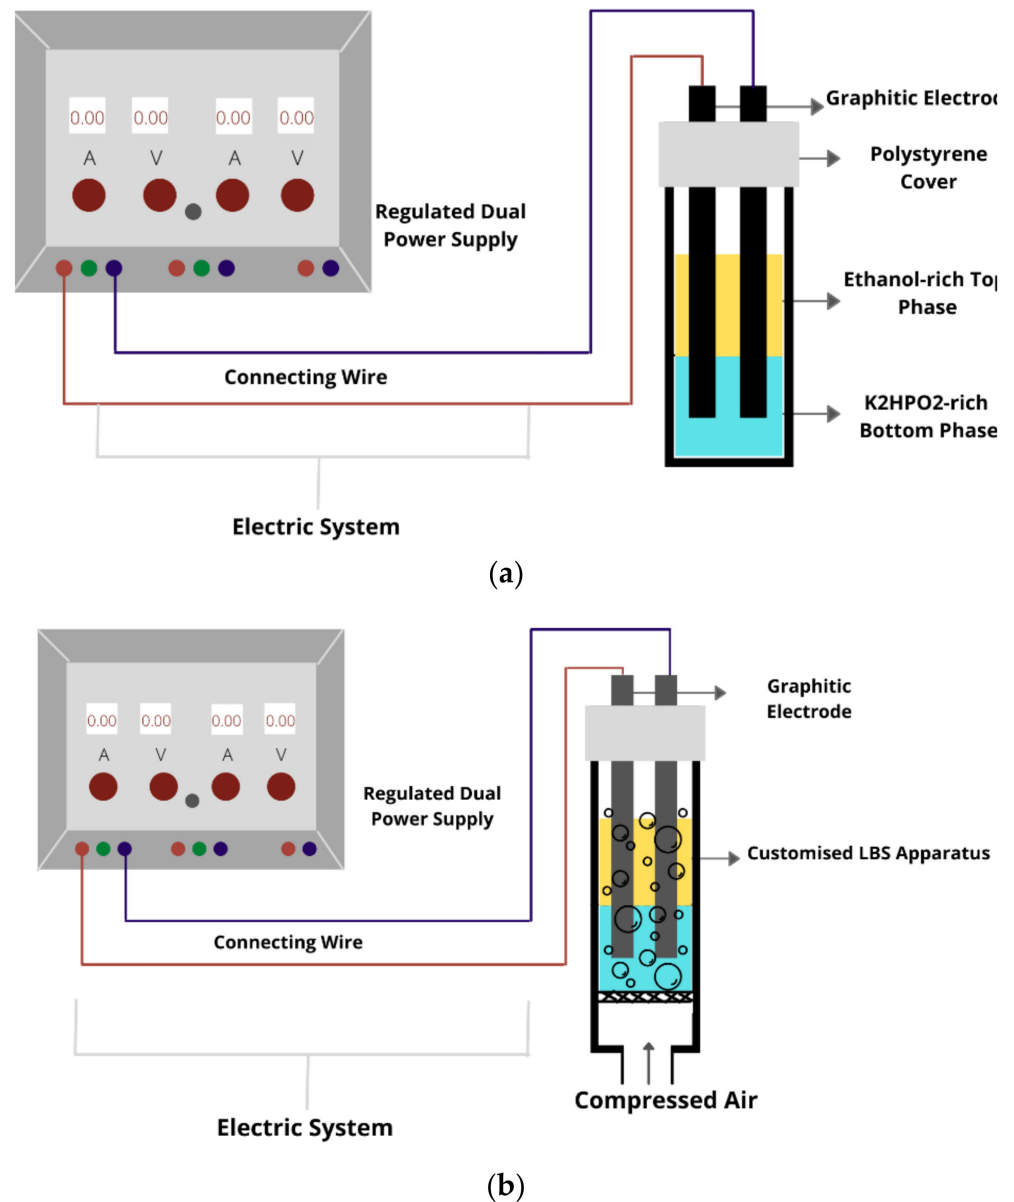 0.00 0.00 0.00 0.00
A V A V
Regulated Dual
Power Supply
Connecting Wire
Electric System
Graphitic Electrod
Polystyrene
Cover
Ethanol-rich Top
Phase
K2HPO2-rich
Bottom Phase
(a)
0.00 0.00 0.00 0.00
A V A V
Regulated Dual
Power Supply
Connecting Wire
Electric System
Graphitic
Electrode
Customised LBS Apparatus
Compressed Air
(b)